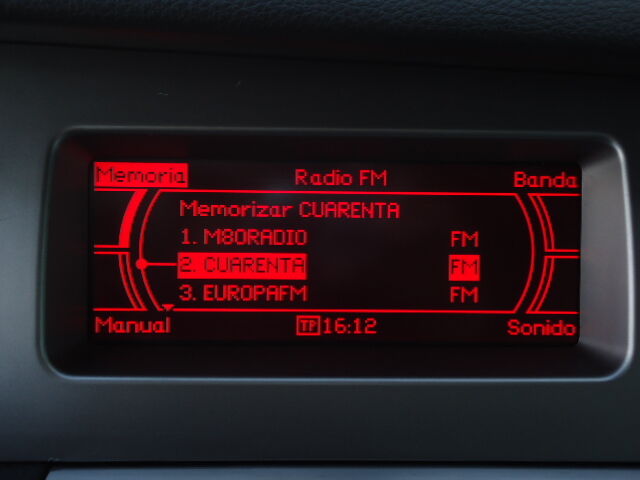 Memoria Radio FM Banda
Memorizar CUARENTA
1. M80RADIO FM
2. CUARENTA FM
3. EUROPAFM FM
Manual TP 16:12 Sonido